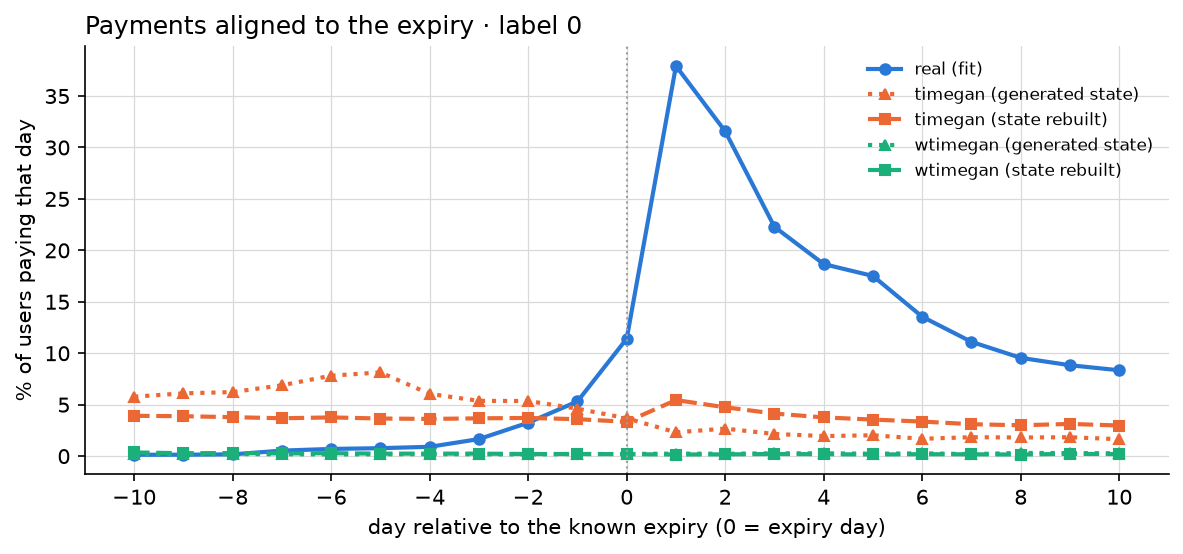 Payments aligned to the expiry · label 0
% of users paying that day
35
30
25
20
15
10
5
0
−10
−8
−6
−4
−2
0
2
4
6
8
10
day relative to the known expiry (0 = expiry day)
real (fit)
timegan (generated state)
timegan (state rebuilt)
wtimegan (generated state)
wtimegan (state rebuilt)